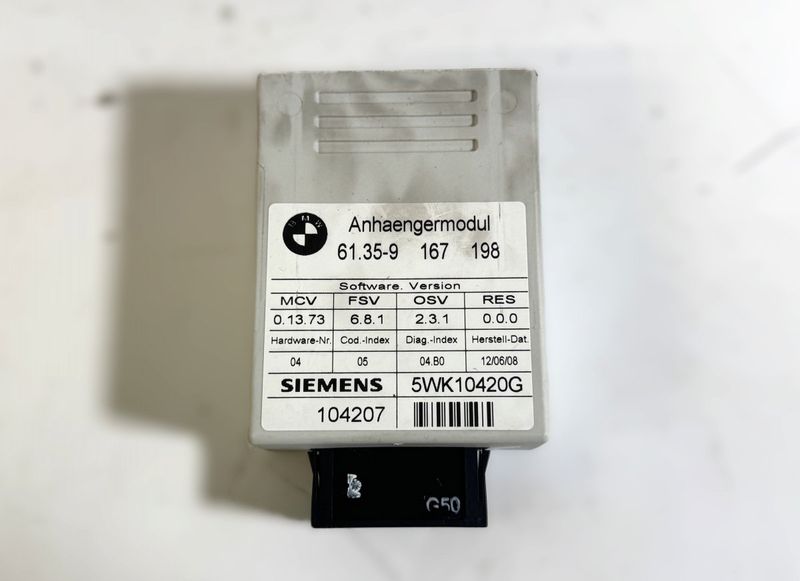 BMW
Anhaengermodul
61.35-9 167 198
Software. Version
MCV FSV OSV RES
0.13.73 6.8.1 2.3.1 0.0.0
Hardware-Nr. Cod.-Index Diag.-Index Herstell-Dat.
04 05 04.B0 12/06/08
SIEMENS 5WK10420G
104207
G50